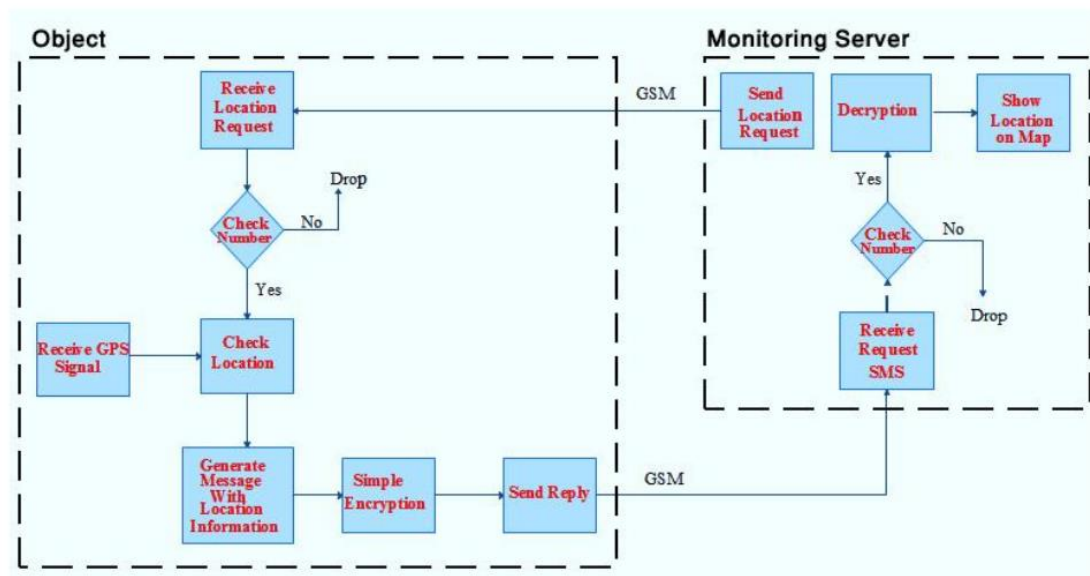 Object
Monitoring Server
Receive
Location
Request
GSM
Send
Location
Request
Decryption
Show
Location
on Map
Drop
Yes
Check
Number
No
Check
Number
No
Yes
Drop
Receive GPS
Signal
Check
Location
Receive
Request
SMS
Generate
Message
With
Location
Information
Simple
Encryption
Send Reply
GSM